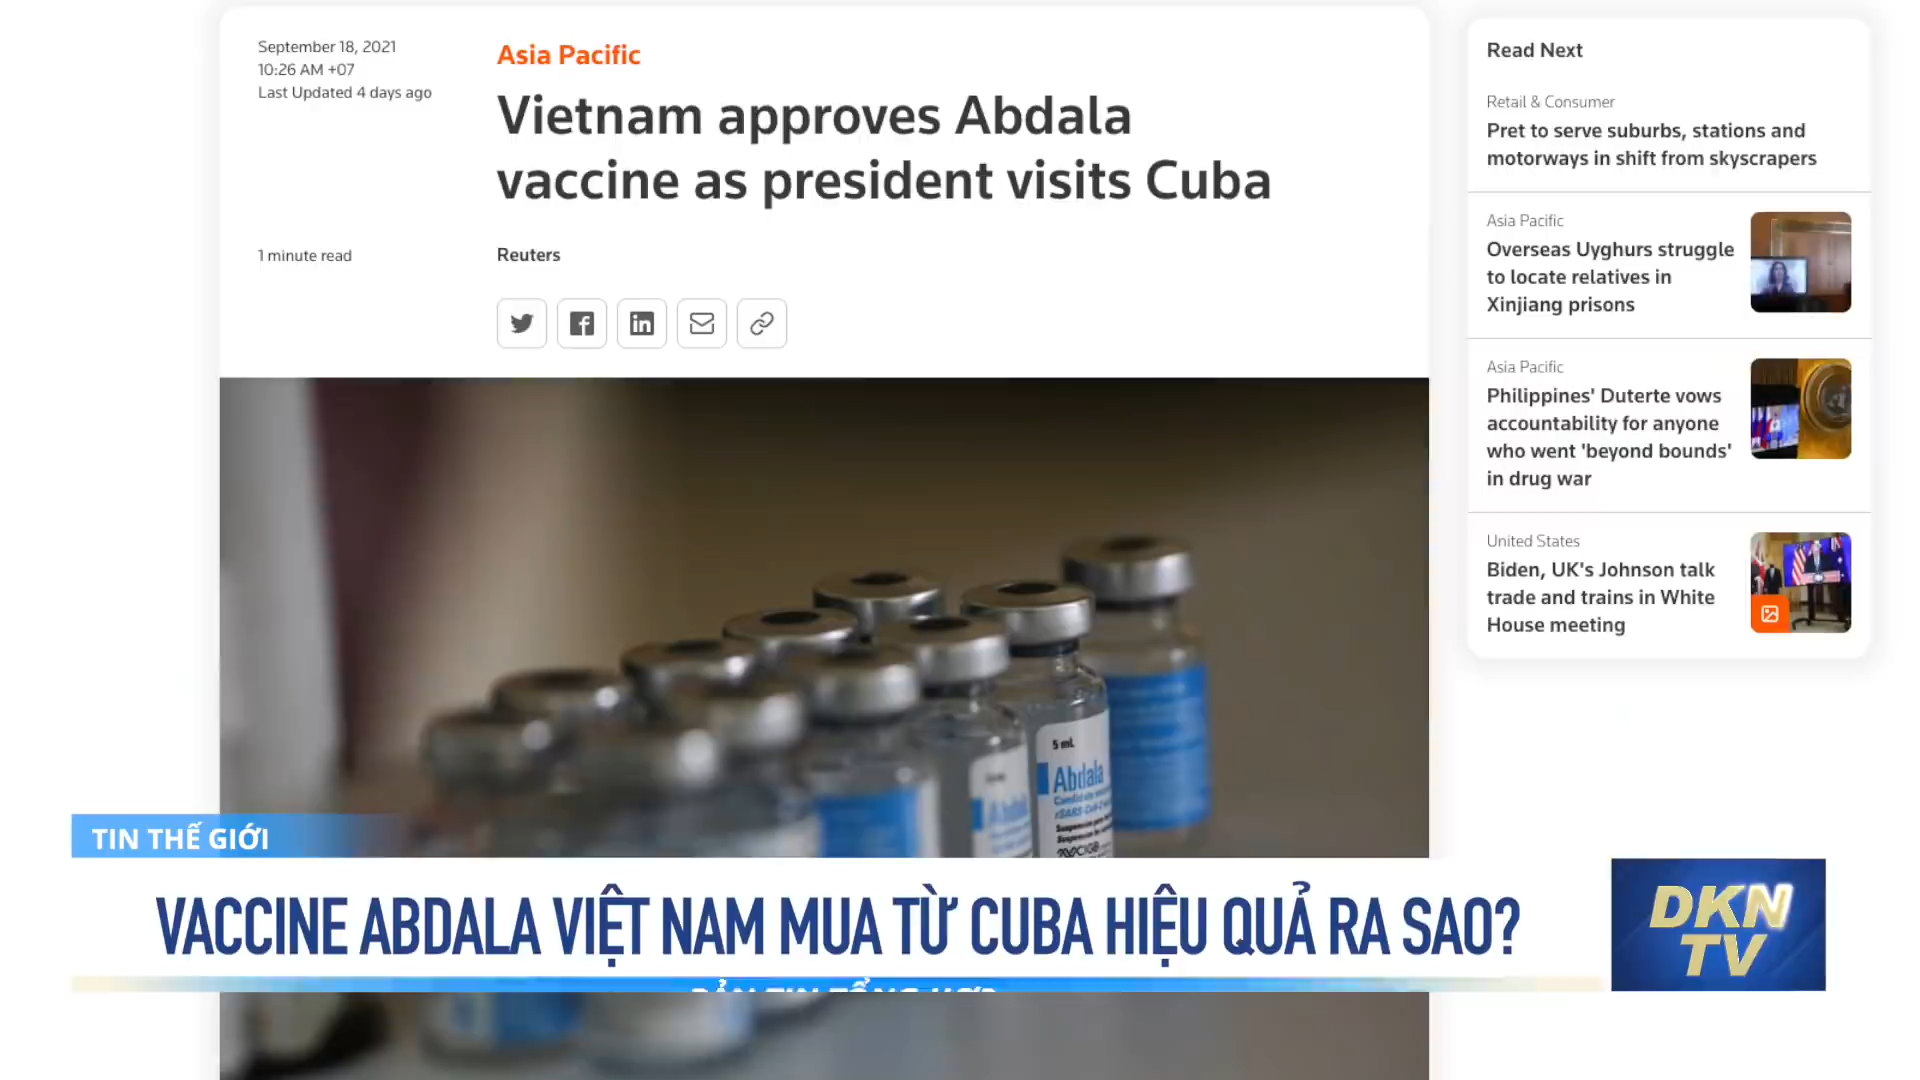 September 18, 2021
10:26 AM +07
Last Updated 4 days ago
1 minute read
Asia Pacific
Vietnam approves Abdala
vaccine as president visits Cuba
Reuters
Read Next
Retail & Consumer
Pret to serve suburbs, stations and
motorways in shift from skyscrapers
Asia Pacific
Overseas Uyghurs struggle
to locate relatives in
Xinjiang prisons
Asia Pacific
Philippines' Duterte vows
accountability for anyone
who went 'beyond bounds'
in drug war
United States
Biden, UK's Johnson talk
trade and trains in White
House meeting
5 mL
Abdala
CIGB
TIN THẾ GIỚI
VACCINE ABDALA VIỆT NAM MUA TỪ CUBA HIỆU QUẢ RA SAO?
DKN
TV